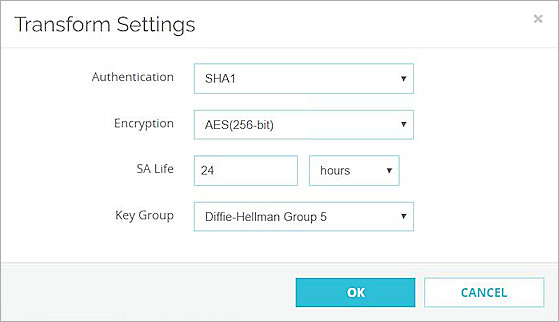 Transform Settings ×
Authentication SHA1
Encryption AES(256-bit)
SA Life 24 hours
Key Group Diffie-Hellman Group 5
OK CANCEL